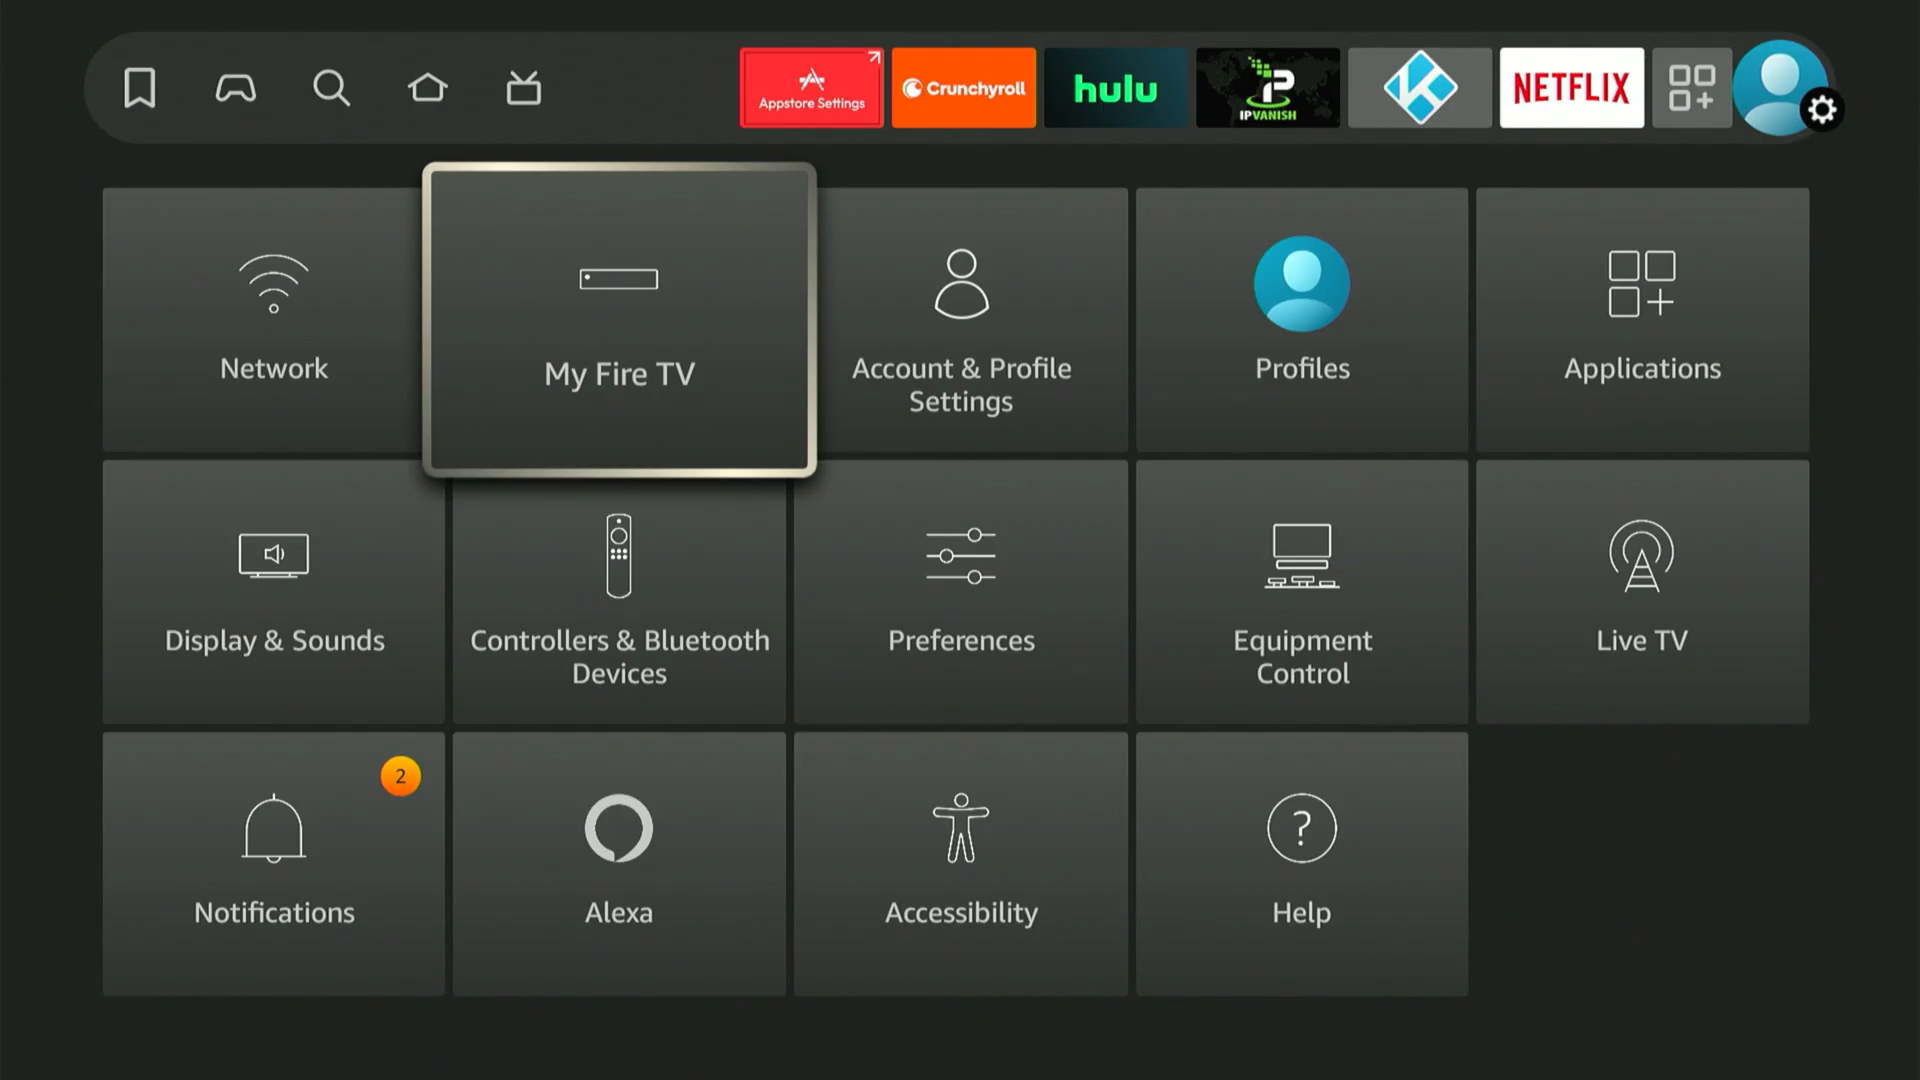 Appstore Settings
Crunchyroll
hulu
IPVANISH
NETFLIX
Network
My Fire TV
Account & Profile
Settings
Profiles
Applications
Display & Sounds
Controllers & Bluetooth
Devices
Preferences
Equipment
Control
Live TV
2
Notifications
Alexa
Accessibility
?
Help